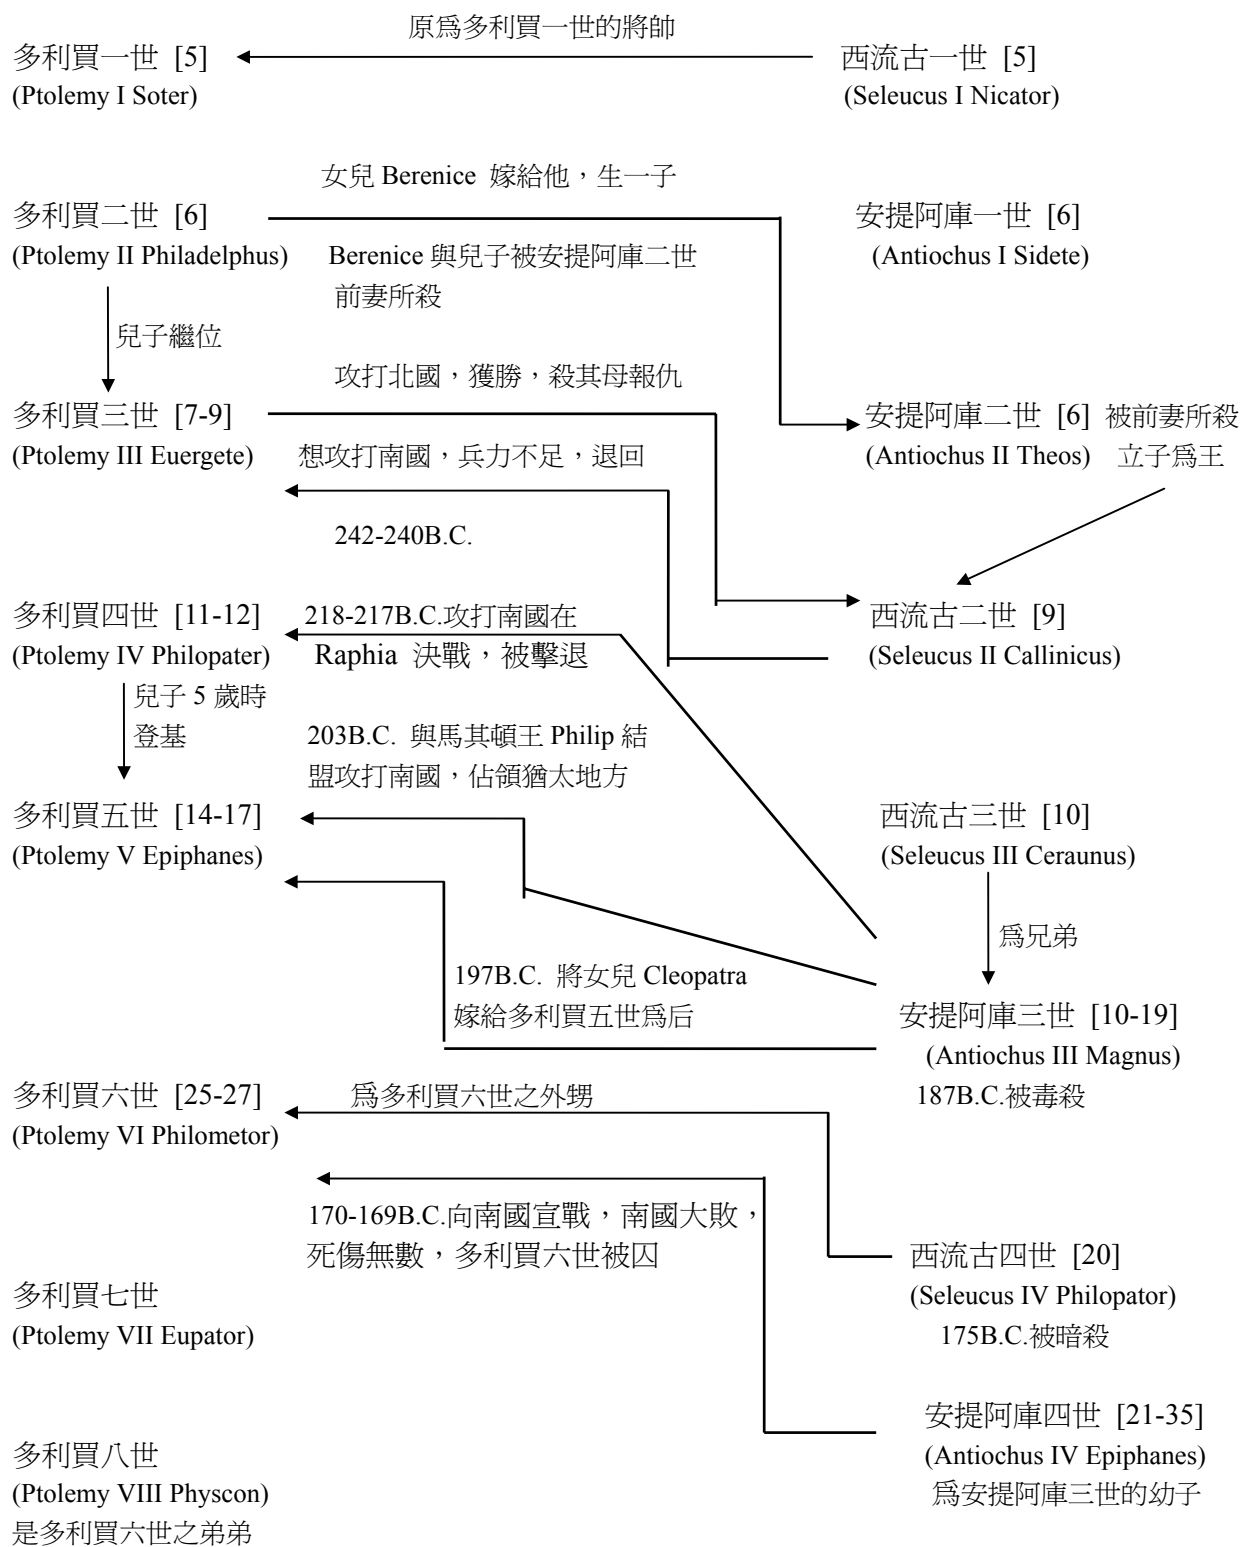 原爲多利買一世的將帥
多利買一世 [5]
西流古一世 [5]
(Ptolemy I Soter)
(Seleucus I Nicator)
女兒 Berenice 嫁給他，生一子
多利買二世 [6]
安提阿庫一世 [6]
(Ptolemy II Philadelphus)
Berenice 與兒子被安提阿庫二世
前妻所殺
(Antiochus I Sidete)
兒子繼位
攻打北國，獲勝，殺其母報仇
多利買三世 [7-9]
安提阿庫二世 [6] 被前妻所殺
(Ptolemy III Euergete)
想攻打南國，兵力不足，退回
(Antiochus II Theos) 立子爲王
242-240B.C.
多利買四世 [11-12]
218-217B.C.攻打南國在
Raphia 決戰，被擊退
西流古二世 [9]
(Ptolemy IV Philopater)
(Seleucus II Callinicus)
兒子 5 歲時
登基
203B.C. 與馬其頓王 Philip 結
盟攻打南國，佔領猶太地方
多利買五世 [14-17]
西流古三世 [10]
(Ptolemy V Epiphanes)
(Seleucus III Ceraunus)
爲兄弟
197B.C. 將女兒 Cleopatra
嫁給多利買五世爲后
安提阿庫三世 [10-19]
(Antiochus III Magnus)
187B.C.被毒殺
多利買六世 [25-27]
爲多利買六世之外甥
(Ptolemy VI Philometor)
170-169B.C.向南國宣戰，南國大敗，
死傷無數，多利買六世被囚
西流古四世 [20]
(Seleucus IV Philopator)
175B.C.被暗殺
多利買七世
(Ptolemy VII Eupator)
安提阿庫四世 [21-35]
(Antiochus IV Epiphanes)
爲安提阿庫三世的幼子
多利買八世
(Ptolemy VIII Physcon)
是多利買六世之弟弟